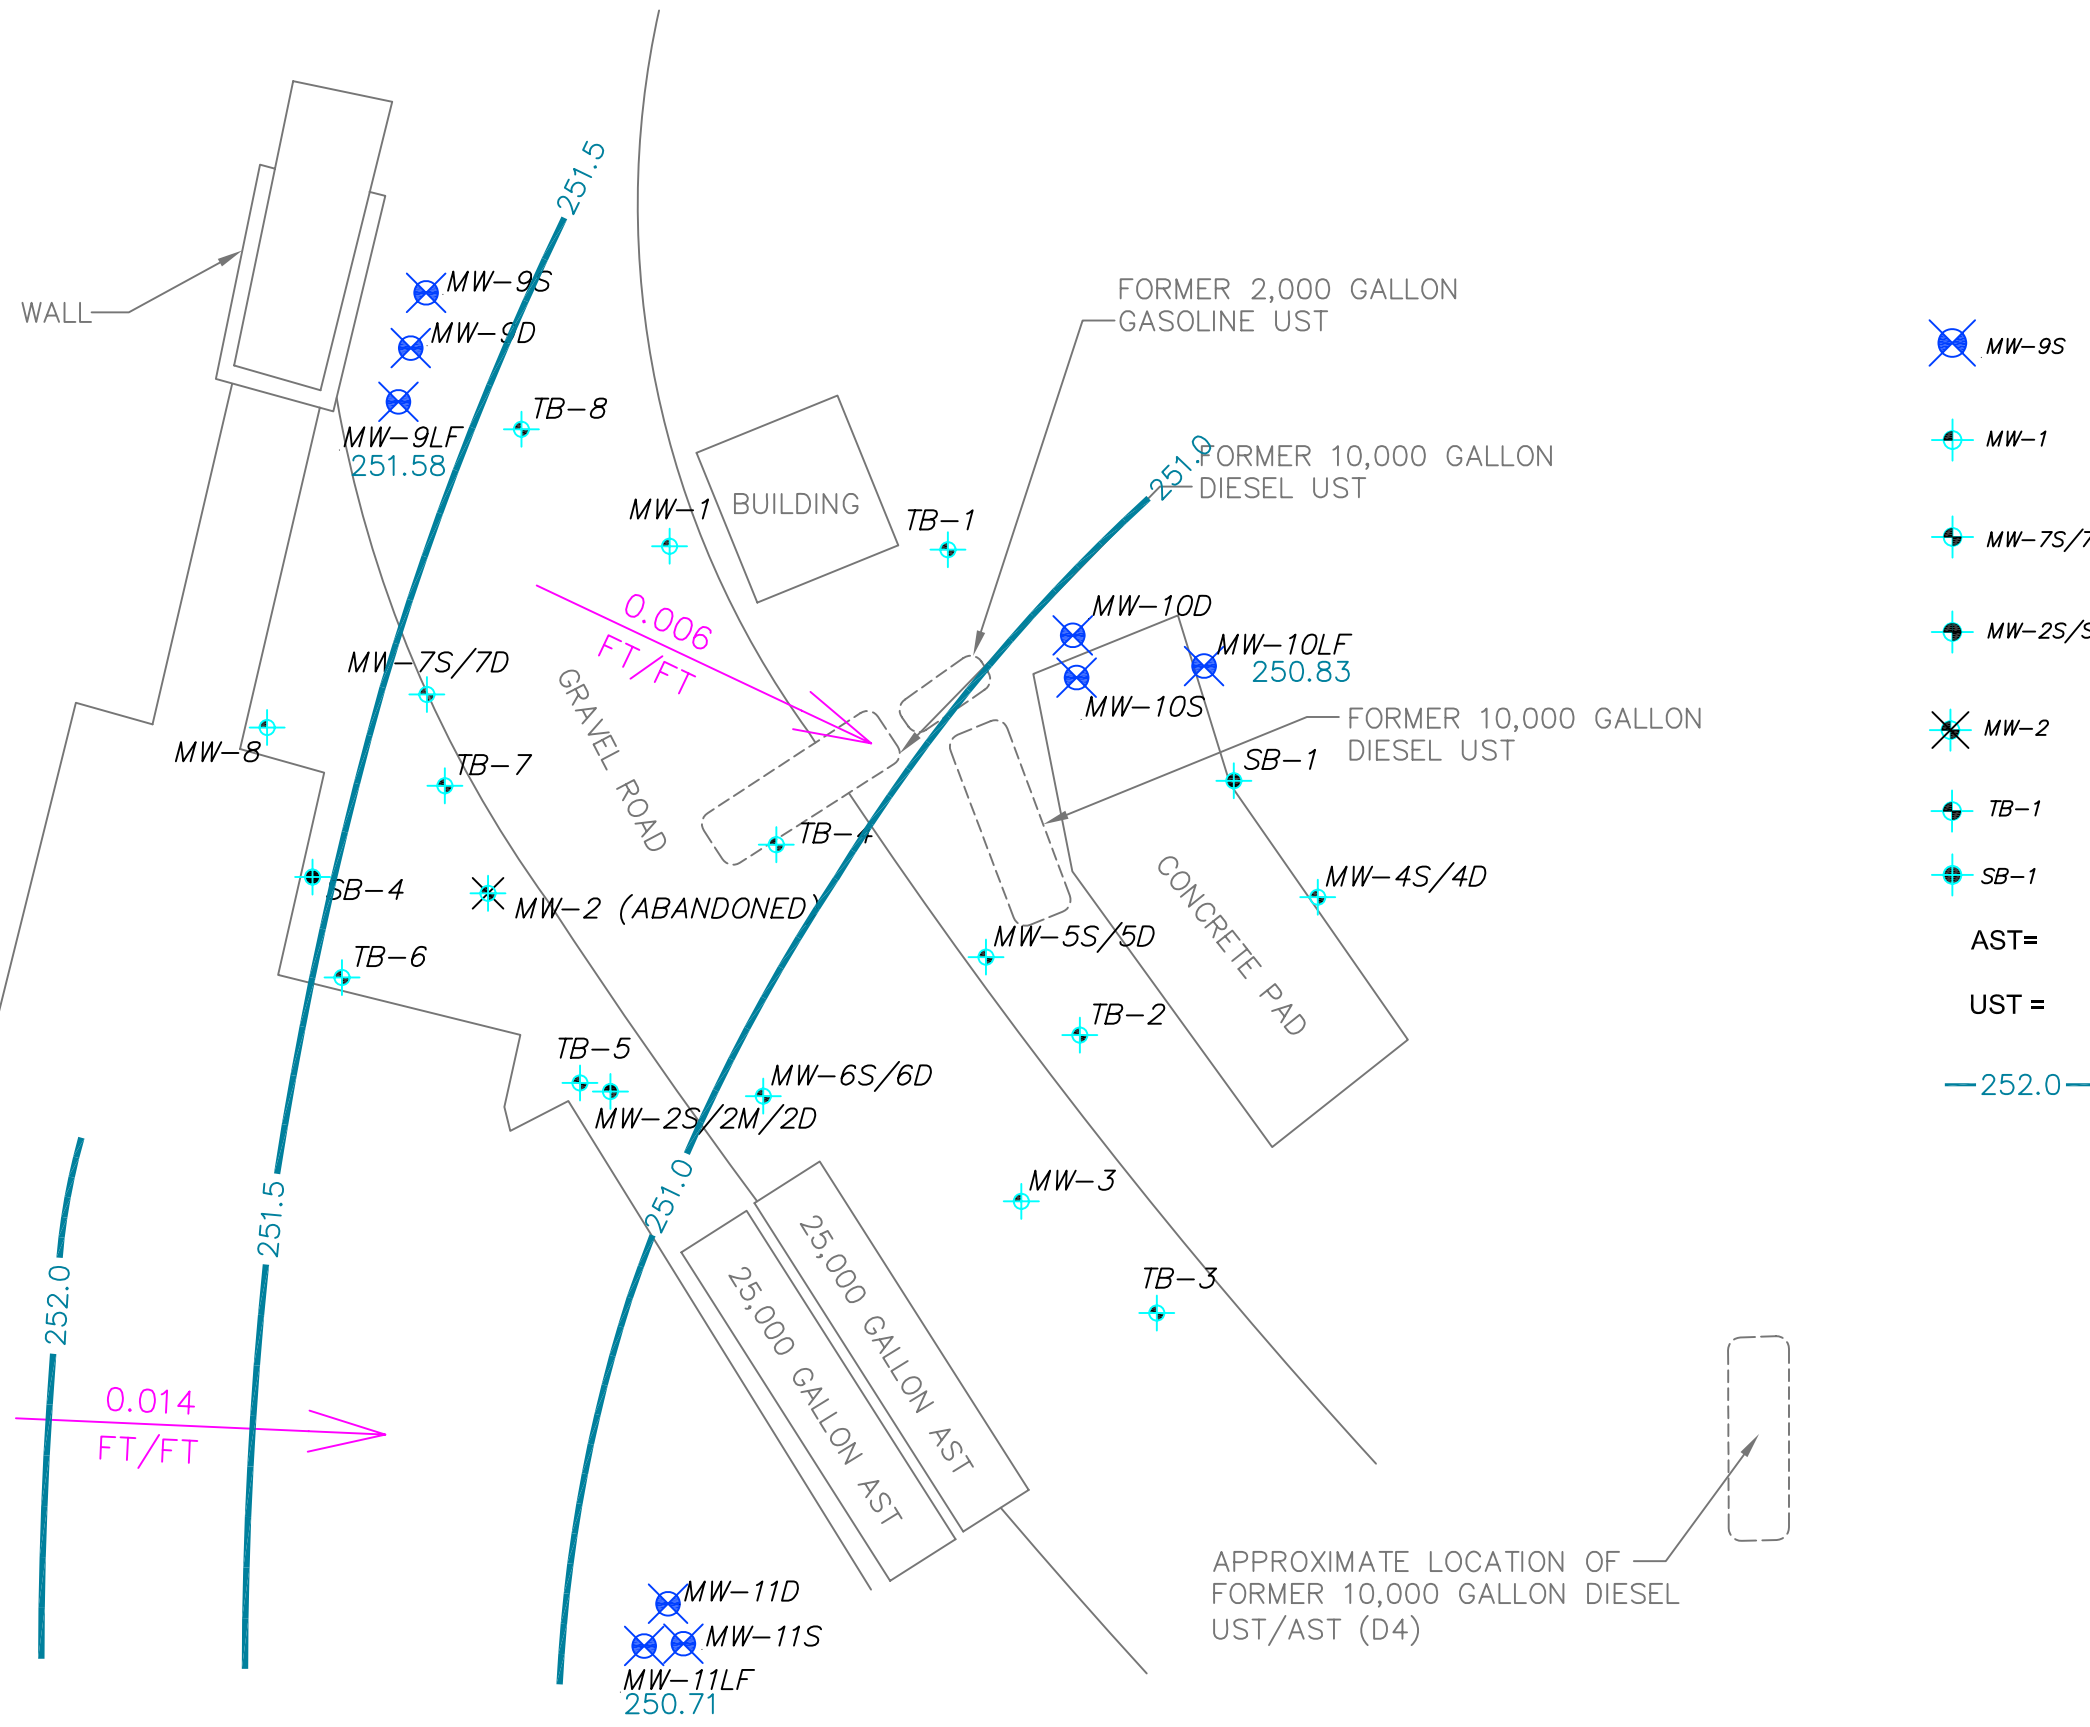 251.5
MW-9S
WALL
MW-9D
FORMER 2,000 GALLON
GASOLINE UST
TB-8
MW-9LF
251.58
251.0
FORMER 10,000 GALLON
DIESEL UST
BUILDING
MW-1
TB-1
0.006
FT/FT
MW-10D
MW-10LF
250.83
MW-10S
MW-7S/7D
GRAVEL ROAD
FORMER 10,000 GALLON
DIESEL UST
MW-8
TB-7
SB-1
TB-4
SB-4
MW-2 (ABANDONED)
MW-4S/4D
CONCRETE PAD
MW-5S/5D
TB-6
TB-2
TB-5
MW-6S/6D
MW-2S/2M/2D
251.0
251.5
MW-3
252.0
TB-3
25,000 GALLON AST
25,000 GALLON AST
0.014
FT/FT
APPROXIMATE LOCATION OF
FORMER 10,000 GALLON DIESEL
UST/AST (D4)
MW-11D
MW-11S
MW-11LF
250.71
MW-9S
MW-1
MW-7S/7
MW-2S/
MW-2
TB-1
SB-1
AST=
UST =
252.0